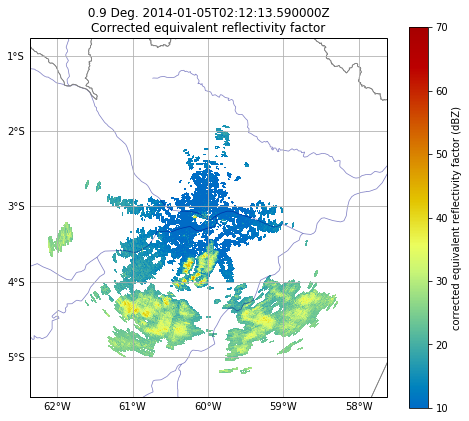 0.9 Deg. 2014-01-05T02:12:13.590000Z
Corrected equivalent reflectivity factor
1°S
2°S
3°S
4°S
5°S
62°W
61°W
60°W
59°W
58°W
70
60
50
40
30
20
10
corrected equivalent reflectivity factor (dBZ)